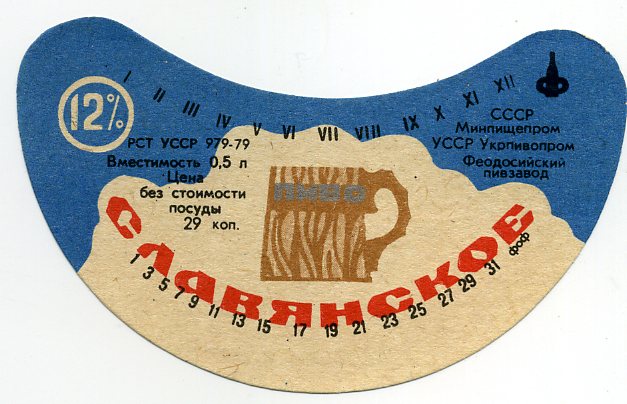 12%
I II III IV V VI VII VIII IX X XI XII
РСТ УССР 979-79
Вместимость 0,5 л
Цена
без стоимости
посуды
29 коп.
СССР
Минпищепром
УССР Укрпивопром
Феодосийский
пивзавод
ПИВО
СЛАВЯНСКОЕ
1 3 5 7 9 11 13 15 17 19 21 23 25 27 29 31 фоф